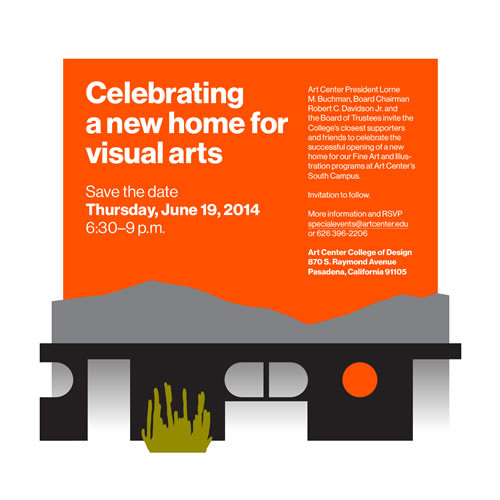 Celebrating
a new home for
visual arts
Save the date
Thursday, June 19, 2014
6:30–9 p.m.
Art Center President Lorne
M. Buchman, Board Chairman
Robert C. Davidson Jr. and
the Board of Trustees invite the
College's closest supporters
and friends to celebrate the
successful opening of a new
home for our Fine Art and Illus-
tration programs at Art Center's
South Campus.
Invitation to follow.
More information and RSVP
specialevents@artcenter.edu
or 626 396-2206
Art Center College of Design
870 S. Raymond Avenue
Pasadena, California 91105